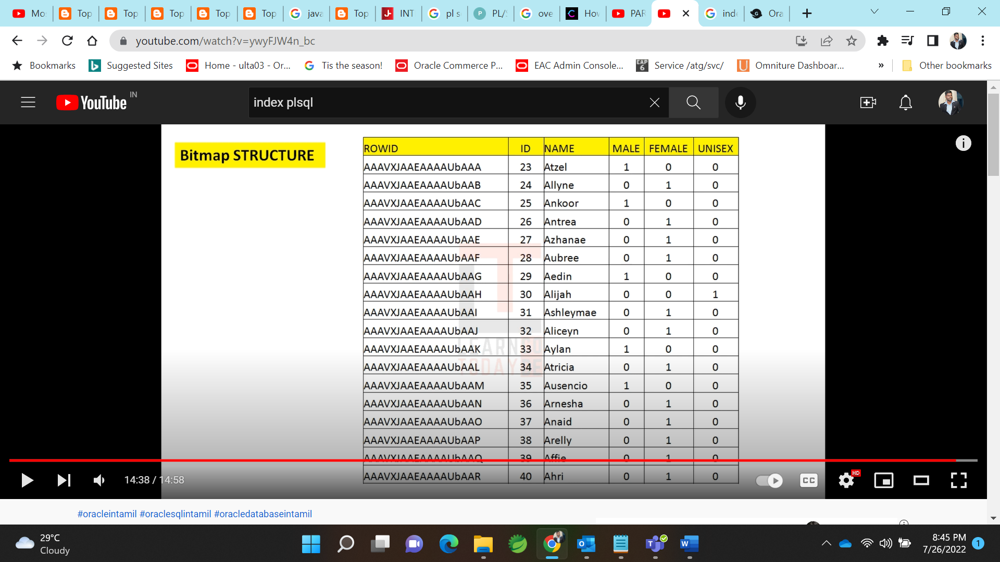 Mo Top Top Top Top Top java Top INT pl s PL/S ove How PAR inde Ora
youtube.com/watch?v=ywyFJW4n_bc
Bookmarks Suggested Sites Home - ulta03 - Or... Tis the season! Oracle Commerce P... EAC Admin Console... EAP 6 Service /atg/svc/ Omniture Dashboar... » Other bookmarks
YouTube IN index plsql
Bitmap STRUCTURE
ROWID ID NAME MALE FEMALE UNISEX
AAAVXJAAEAAAAUbAAA 23 Atzel 1 0 0
AAAVXJAAEAAAAUbAAB 24 Allyne 0 1 0
AAAVXJAAEAAAAUbAAC 25 Ankoor 1 0 0
AAAVXJAAEAAAAUbAAD 26 Antrea 0 1 0
AAAVXJAAEAAAAUbAAE 27 Azhanae 0 1 0
AAAVXJAAEAAAAUbAAF 28 Aubree 0 1 0
AAAVXJAAEAAAAUbAAG 29 Aedin 1 0 0
AAAVXJAAEAAAAUbAAH 30 Alijah 0 0 1
AAAVXJAAEAAAAUbAAI 31 Ashleymae 0 1 0
AAAVXJAAEAAAAUbAAJ 32 Aliceyn 0 1 0
AAAVXJAAEAAAAUbAAK 33 Aylan 1 0 0
AAAVXJAAEAAAAUbAAL 34 Atricia 0 1 0
AAAVXJAAEAAAAUbAAM 35 Ausencio 1 0 0
AAAVXJAAEAAAAUbAAN 36 Arnesha 0 1 0
AAAVXJAAEAAAAUbAAO 37 Anaid 0 1 0
AAAVXJAAEAAAAUbAAP 38 Arelly 0 1 0
AAAVXJAAEAAAAUbAAQ 39 Affie 0 1 0
AAAVXJAAEAAAAUbAAR 40 Ahri 0 1 0
LEARN
TODAY
14:38 / 14:58 CC HD
#oracleintamil #oraclesqlintamil #oracledatabaseintamil
29°C
Cloudy
8:45 PM
7/26/2022 1